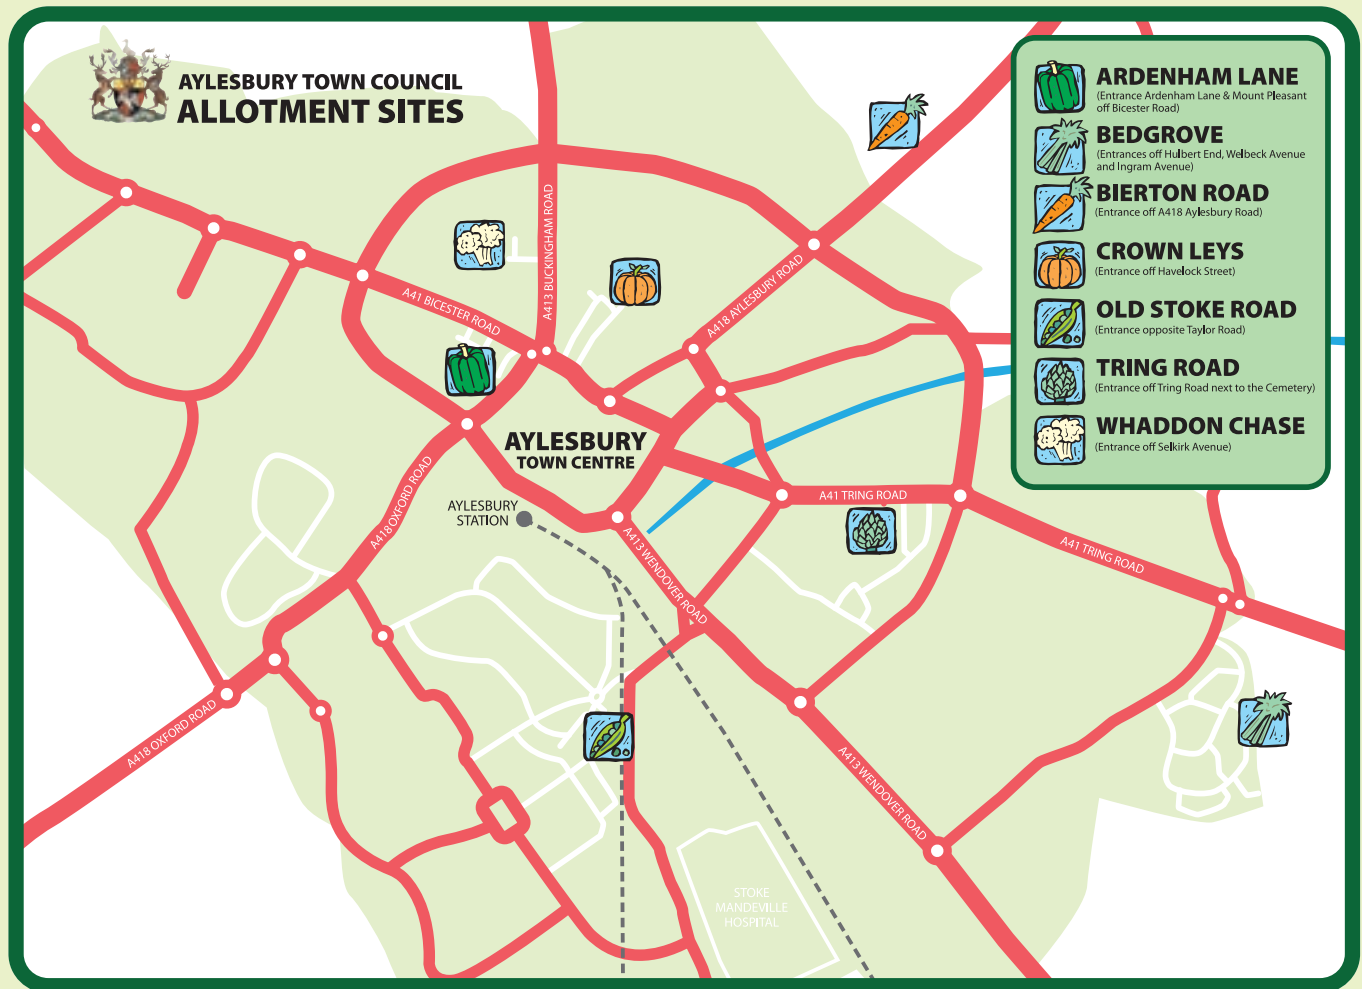 AYLESBURY TOWN COUNCIL
ALLOTMENT SITES
ARDENHAM LANE
(Entrance Ardenham Lane & Mount Pleasant
off Bicester Road)
BEDGROVE
(Entrances off Hulbert End, Welbeck Avenue
and Ingram Avenue)
BIERTON ROAD
(Entrance off A418 Aylesbury Road)
CROWN LEYS
(Entrance off Havelock Street)
OLD STOKE ROAD
(Entrance opposite Taylor Road)
TRING ROAD
(Entrance off Tring Road next to the Cemetery)
WHADDON CHASE
(Entrance off Selkirk Avenue)
A413 BUCKINGHAM ROAD
A41 BICESTER ROAD
A418 AYLESBURY ROAD
AYLESBURY
TOWN CENTRE
A418 OXFORD ROAD
AYLESBURY
STATION
A41 TRING ROAD
A413 WENDOVER ROAD
A41 TRING ROAD
A418 OXFORD ROAD
A413 WENDOVER ROAD
STOKE
MANDEVILLE
HOSPITAL